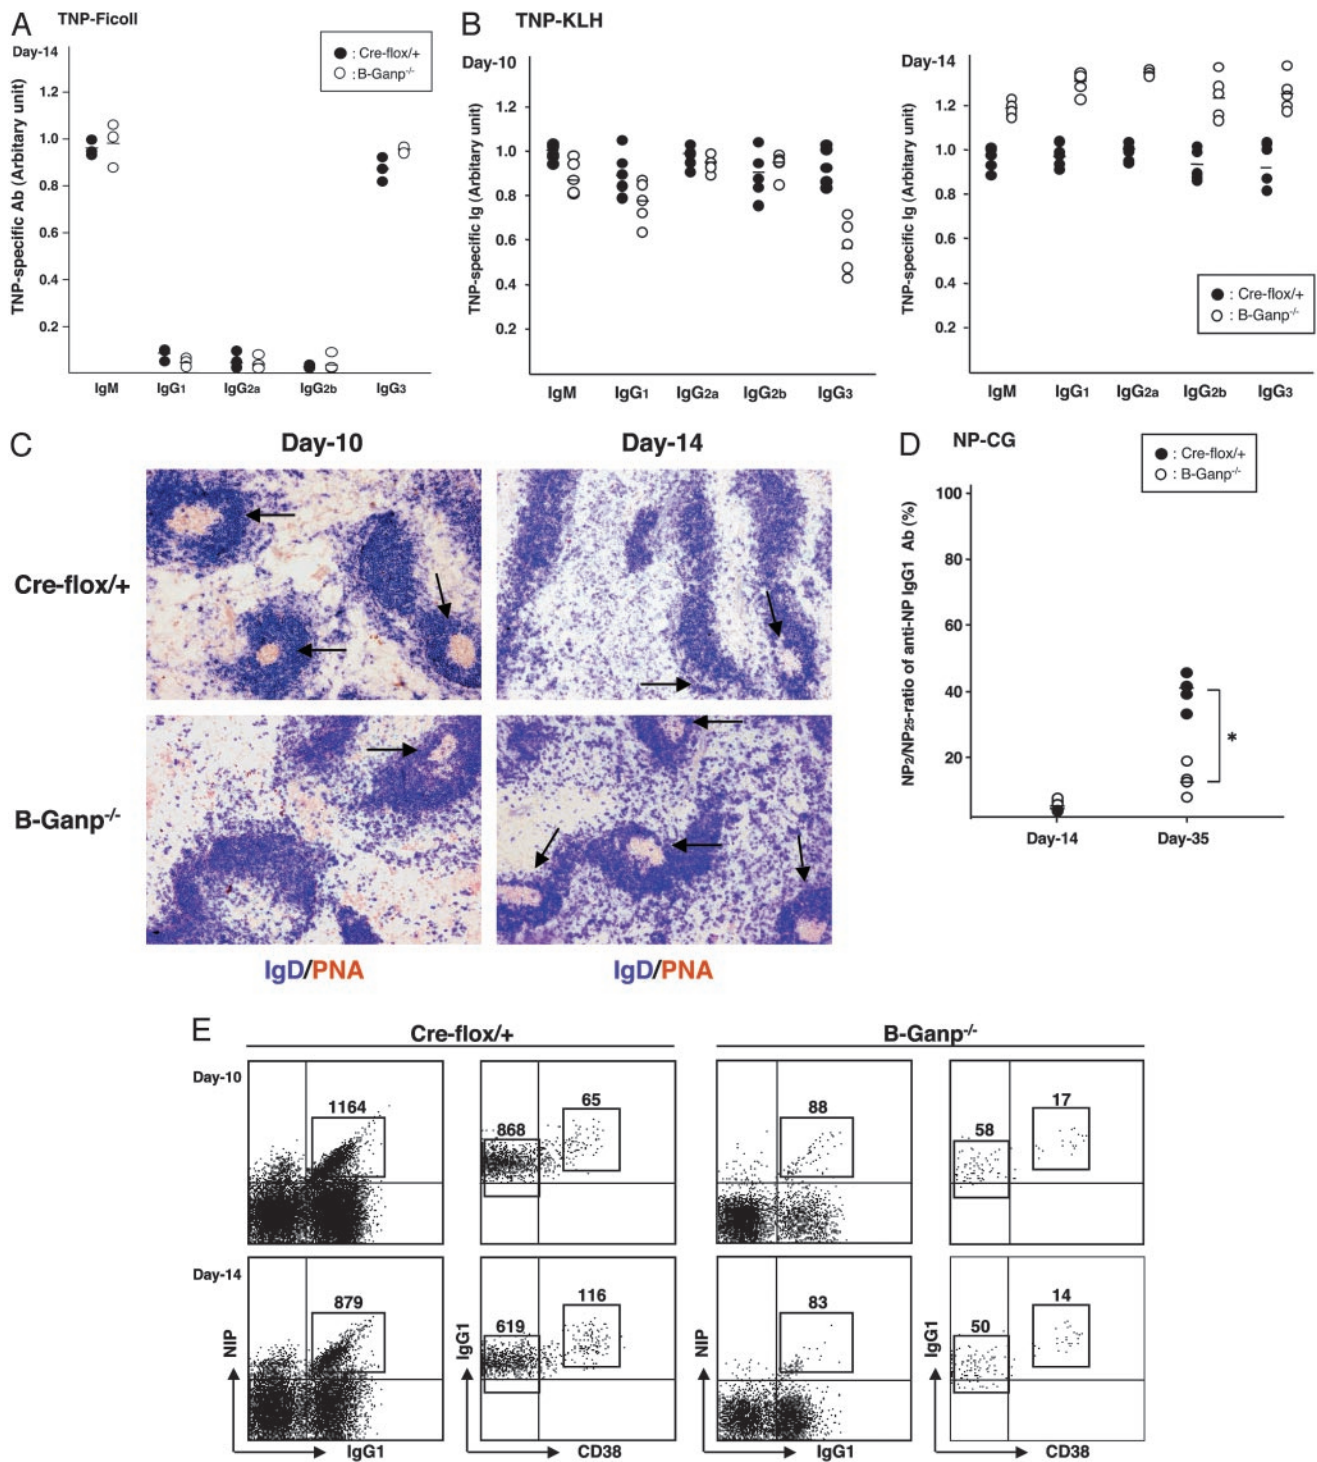 A TNP-Ficoll
Day-14
● : Cre-flox/+
○ : B-Ganp-/-
TNP-specific Ab (Arbitary unit)
1.2
1.0
0.8
0.6
0.4
0.2
IgM IgG1 IgG2a IgG2b IgG3
B TNP-KLH
Day-10
TNP-specific Ig (Arbitary unit)
1.2
1.0
0.8
0.6
0.4
0.2
IgM IgG1 IgG2a IgG2b IgG3
Day-14
TNP-specific Ig (Arbitary unit)
1.2
1.0
0.8
0.6
0.4
0.2
● : Cre-flox/+
○ : B-Ganp-/-
IgM IgG1 IgG2a IgG2b IgG3
C Day-10 Day-14
Cre-flox/+
B-Ganp-/-
IgD/PNA IgD/PNA
D NP-CG
● : Cre-flox/+
○ : B-Ganp-/-
NP2/NP25-ratio of anti-NP IgG1 Ab (%)
100
80
60
40
20
*
Day-14 Day-35
E Cre-flox/+ B-Ganp-/-
Day-10
1164 868 65 88 58 17
Day-14
879 619 116 83 50 14
NIP IgG1 NIP IgG1
IgG1 CD38 IgG1 CD38